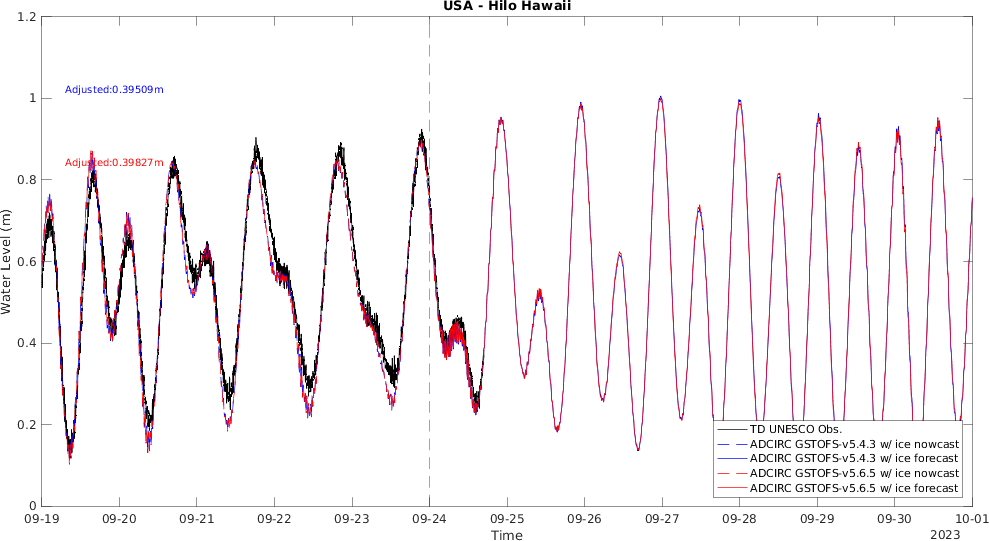 USA - Hilo Hawaii
1.2
1
0.8
0.6
0.4
0.2
0
Water Level (m)
Adjusted:0.39509m
Adjusted:0.39827m
TD UNESCO Obs.
ADCIRC GSTOFS-v5.4.3 w/ ice nowcast
ADCIRC GSTOFS-v5.4.3 w/ ice forecast
ADCIRC GSTOFS-v5.6.5 w/ ice nowcast
ADCIRC GSTOFS-v5.6.5 w/ ice forecast
09-19 09-20 09-21 09-22 09-23 09-24 09-25 09-26 09-27 09-28 09-29 09-30 10-01
Time
2023